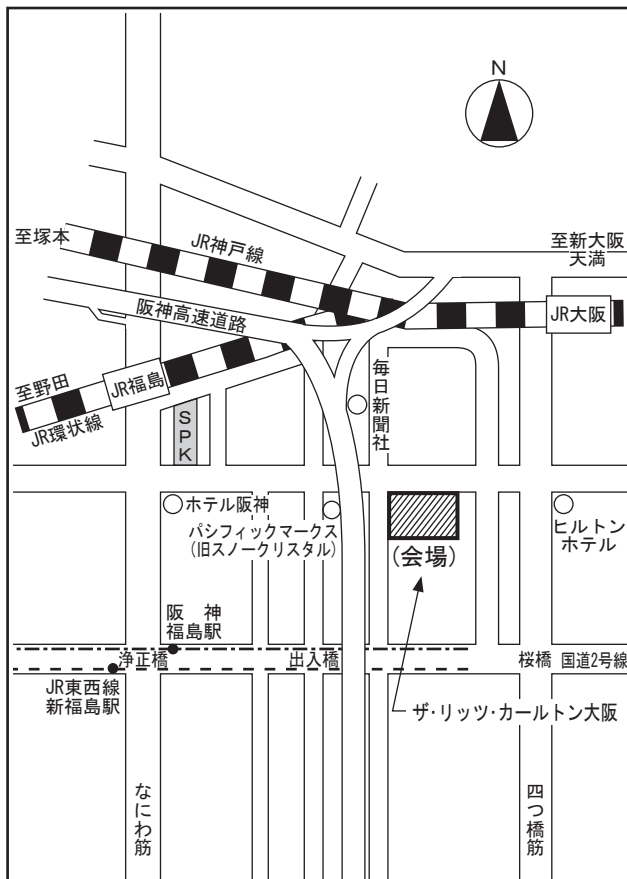 N
至塚本
JR神戸線
至新大阪
天満
阪神高速道路
JR大阪
至野田
JR福島
JR環状線
毎日新聞社
SPK
ホテル阪神
パシフィックマークス
(旧スノークリスタル)
(会場)
ヒルトン
ホテル
阪神
福島駅
浄正橋
出入橋
桜橋
国道2号線
JR東西線
新福島駅
ザ・リッツ・カールトン大阪
なにわ筋
四つ橋筋